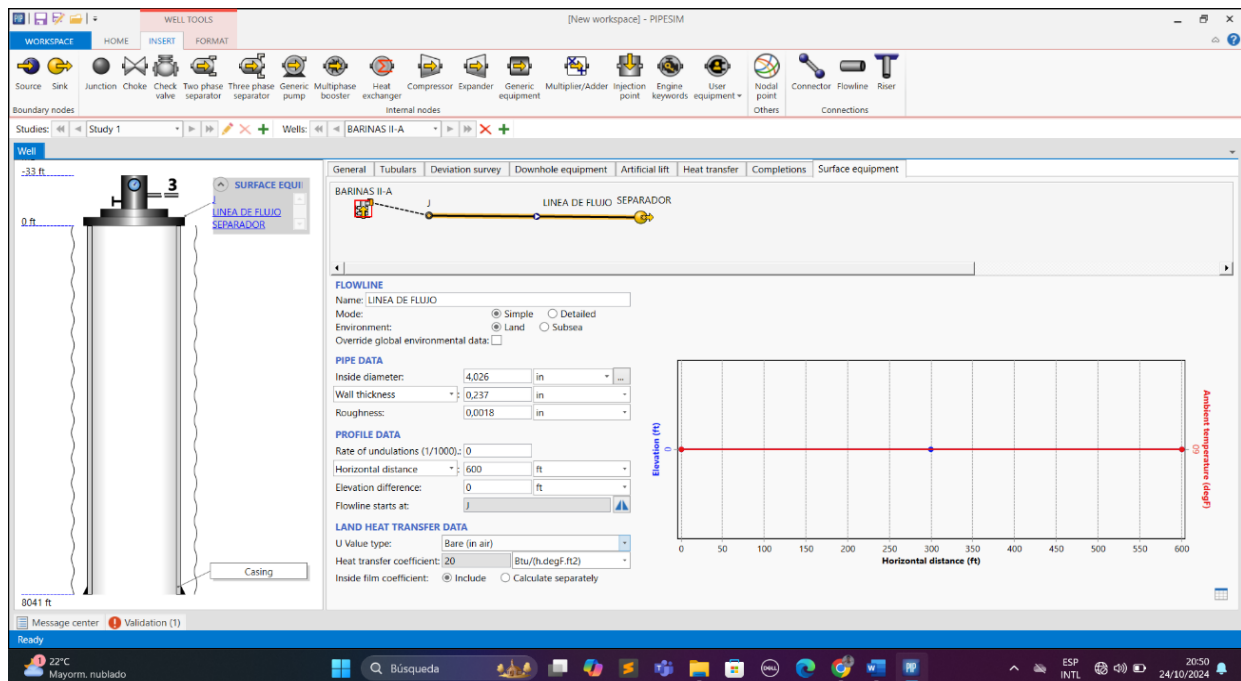 WELL TOOLS
[New workspace] - PIPESIM
WORKSPACE HOME INSERT FORMAT
Source Sink Junction Choke Check valve Two phase separator Three phase separator Generic pump Multiphase booster Heat exchanger Compressor Expander Generic equipment Multiplier/Adder Injection point Engine keywords User equipment Nodal point Connector Flowline Riser
Boundary nodes Internal nodes Others Connections
Studies: Study 1 Wells: BARINAS II-A
Well
-33 ft
3
SURFACE EQUI
J
LINEA DE FLUJO
SEPARADOR
0 ft
Casing
8041 ft
General Tubulars Deviation survey Downhole equipment Artificial lift Heat transfer Completions Surface equipment
BARINAS II-A
J LINEA DE FLUJO SEPARADOR
FLOWLINE
Name: LINEA DE FLUJO
Mode: Simple Detailed
Environment: Land Subsea
Override global environmental data:
PIPE DATA
Inside diameter: 4,026 in ...
Wall thickness : 0,237 in
Roughness: 0,0018 in
PROFILE DATA
Rate of undulations (1/1000).: 0
Horizontal distance : 600 ft
Elevation difference: 0 ft
Flowline starts at: J
LAND HEAT TRANSFER DATA
U Value type: Bare (in air)
Heat transfer coefficient: 20 Btu/(h.degF.ft2)
Inside film coefficient: Include Calculate separately
Elevation (ft)
0
60
Ambient temperature (degF)
0 50 100 150 200 250 300 350 400 450 500 550 600
Horizontal distance (ft)
Message center Validation (1)
Ready
1
22°C
Mayorm. nublado
Búsqueda
DELL
PIP
ESP
INTL
20:50
24/10/2024